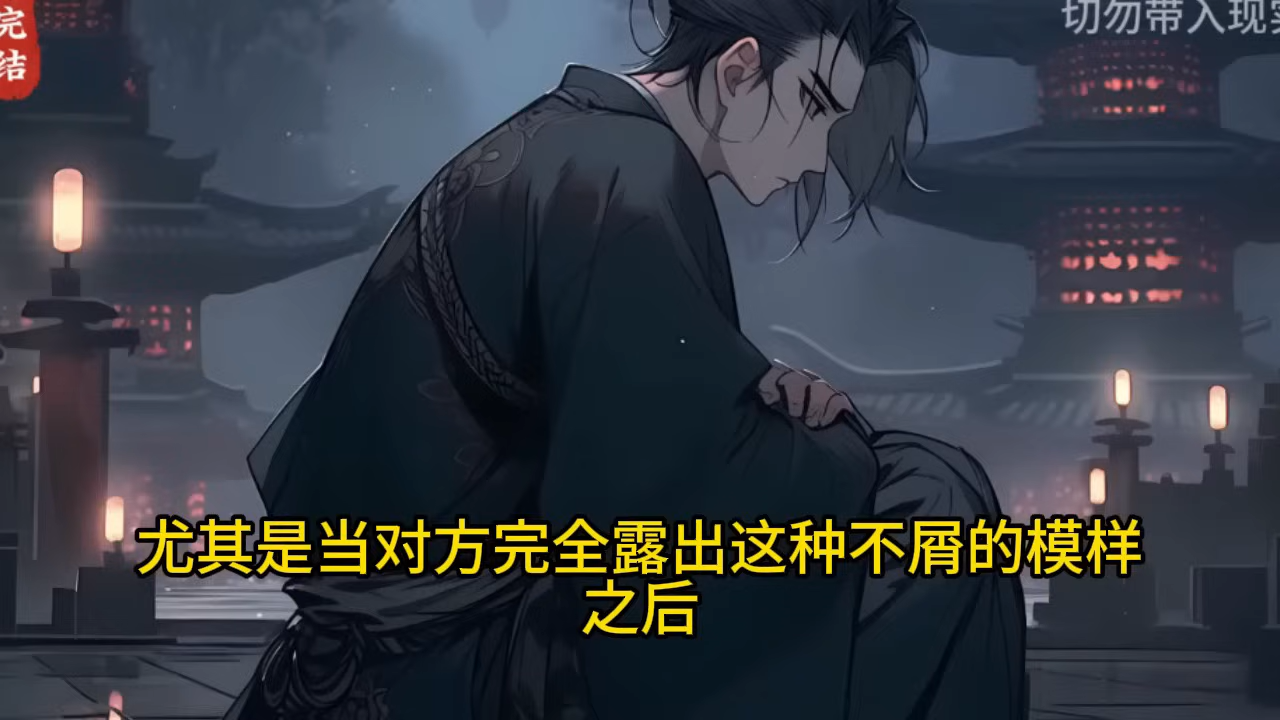 完结
切勿带入现实
尤其是当对方完全露出这种不屑的模样
之后